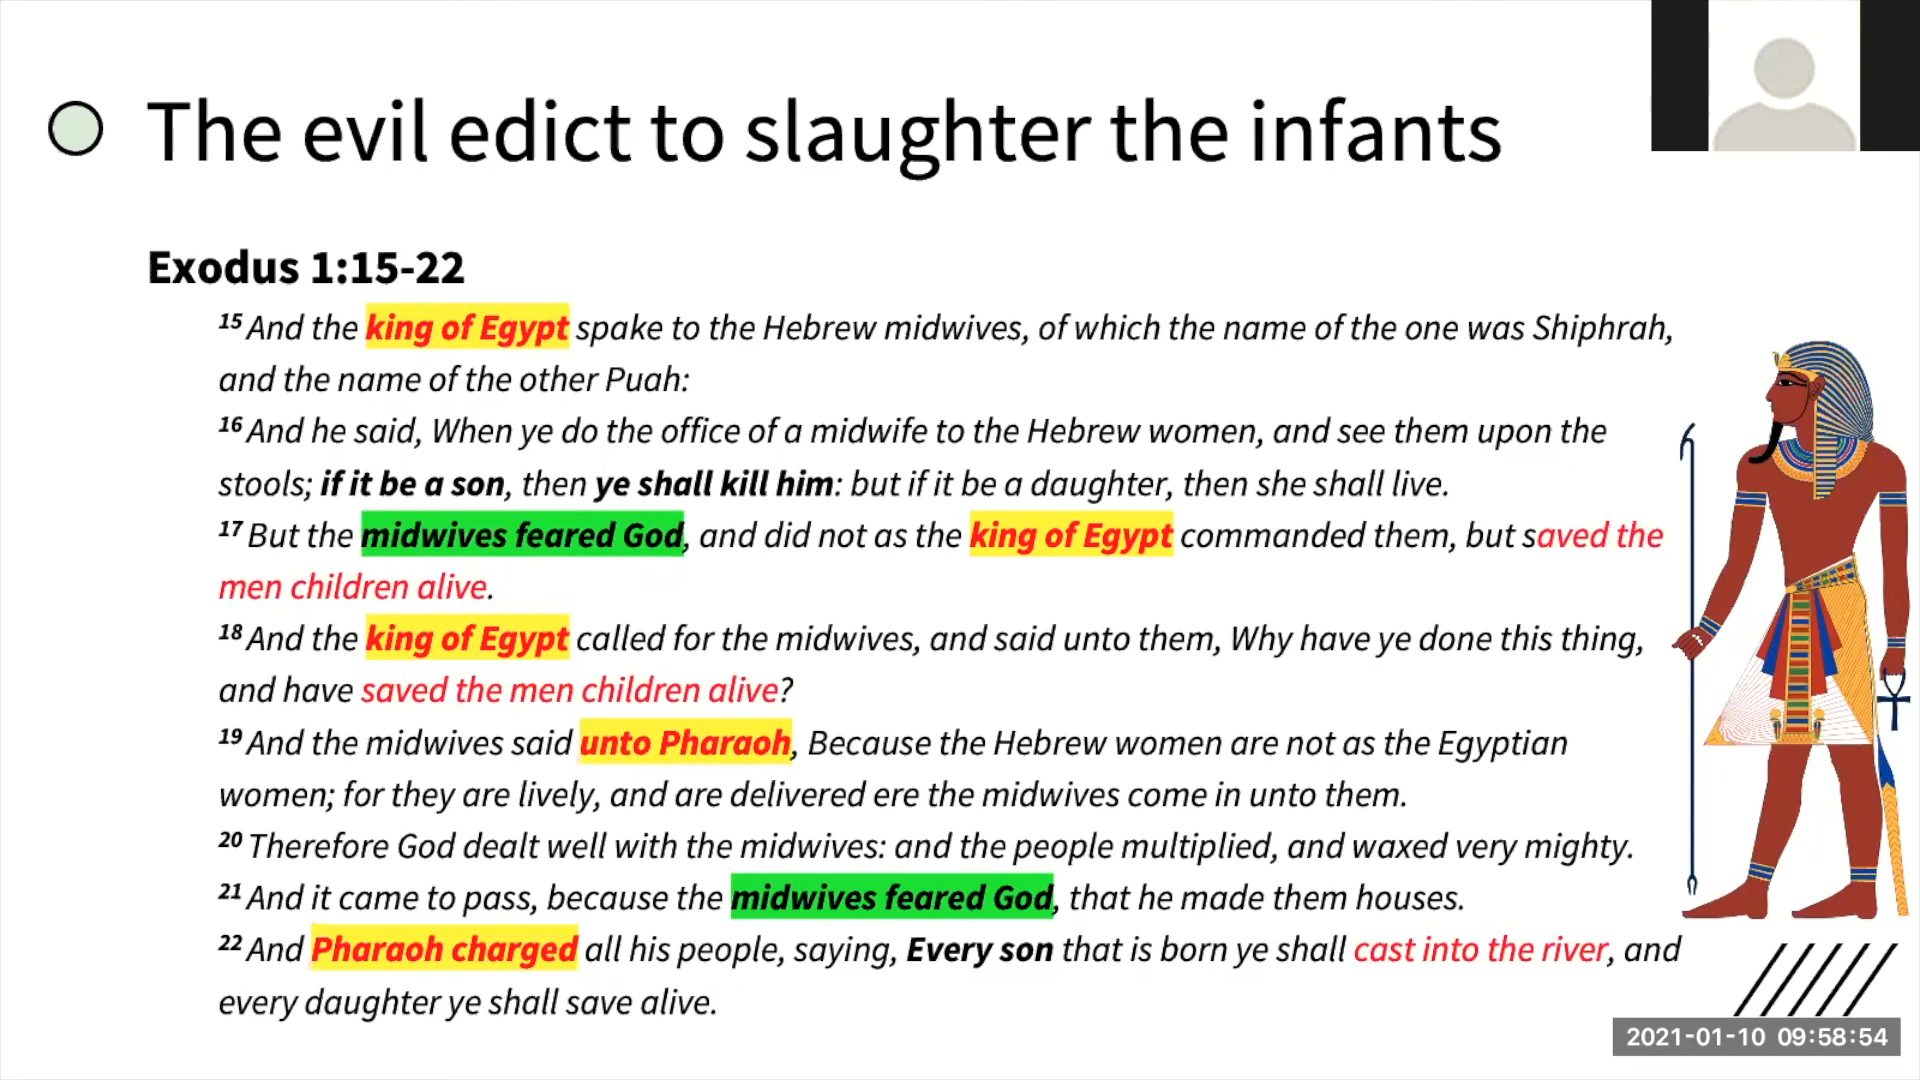 The evil edict to slaughter the infants
Exodus 1:15-22
15 And the king of Egypt spake to the Hebrew midwives, of which the name of the one was Shiphrah,
and the name of the other Puah:
16 And he said, When ye do the office of a midwife to the Hebrew women, and see them upon the
stools; if it be a son, then ye shall kill him: but if it be a daughter, then she shall live.
17 But the midwives feared God, and did not as the king of Egypt commanded them, but saved the
men children alive.
18 And the king of Egypt called for the midwives, and said unto them, Why have ye done this thing,
and have saved the men children alive?
19 And the midwives said unto Pharaoh, Because the Hebrew women are not as the Egyptian
women; for they are lively, and are delivered ere the midwives come in unto them.
20 Therefore God dealt well with the midwives: and the people multiplied, and waxed very mighty.
21 And it came to pass, because the midwives feared God, that he made them houses.
22 And Pharaoh charged all his people, saying, Every son that is born ye shall cast into the river, and
every daughter ye shall save alive.
2021-01-10 09:58:54